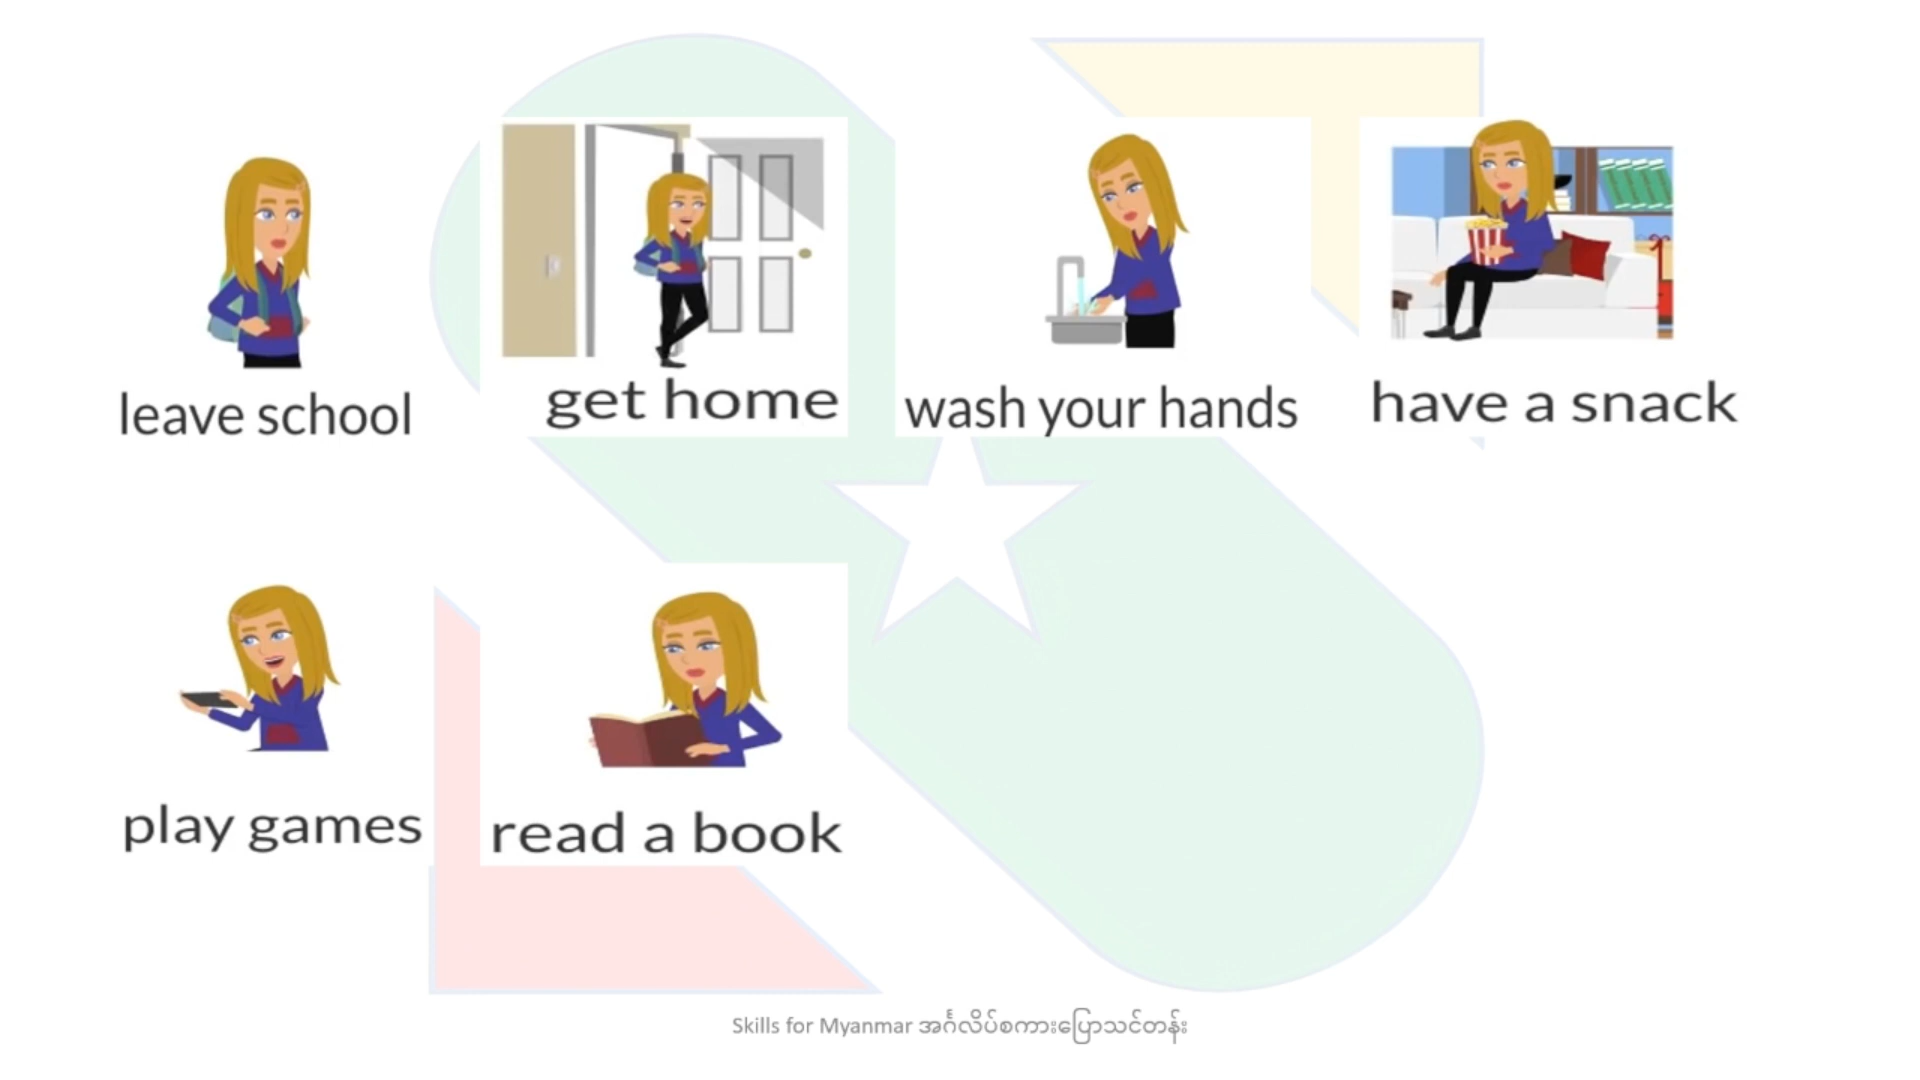 leave school
get home
wash your hands
have a snack
play games
read a book
Skills for Myanmar အင်္ဂလိပ်စကားပြောသင်တန်း